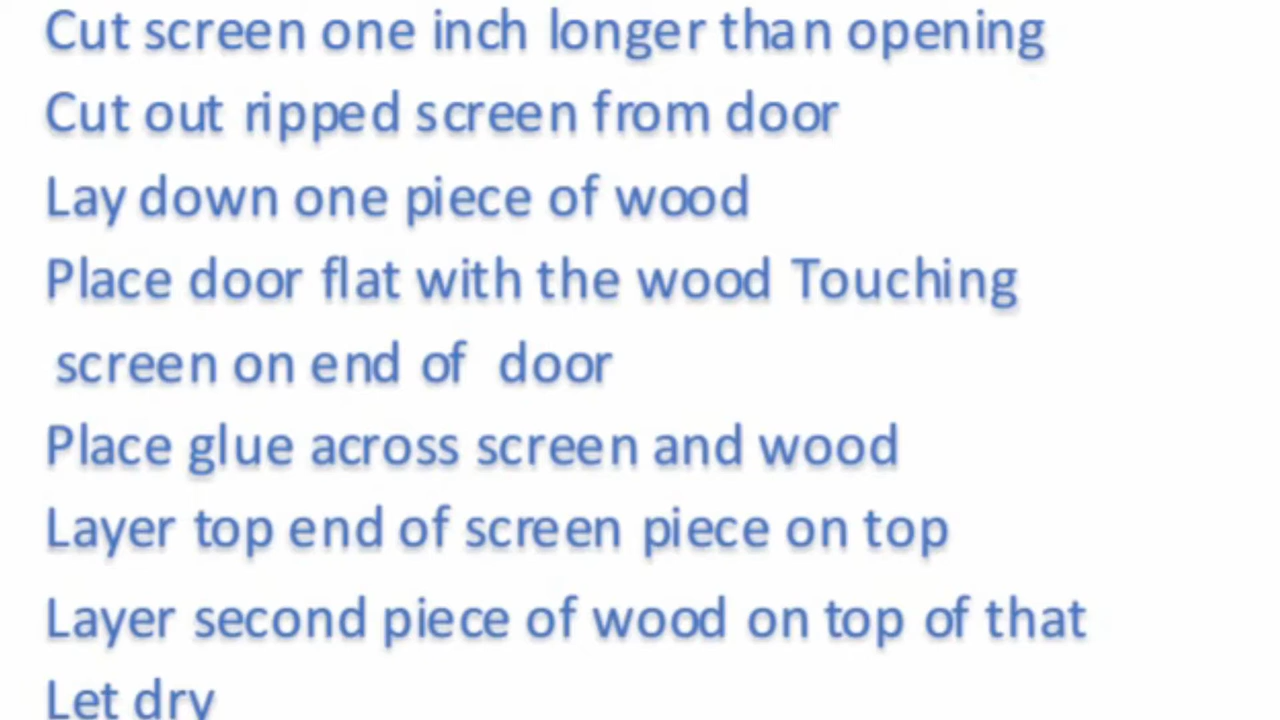 Cut screen one inch longer than opening
Cut out ripped screen from door
Lay down one piece of wood
Place door flat with the wood Touching
screen on end of door
Place glue across screen and wood
Layer top end of screen piece on top
Layer second piece of wood on top of that
Let dry